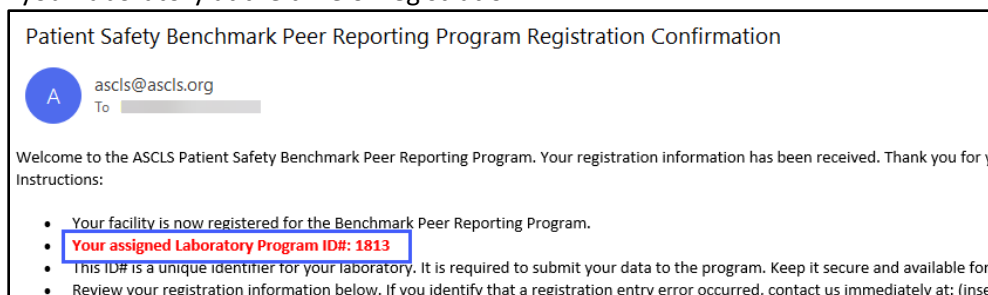 Patient Safety Benchmark Peer Reporting Program Registration Confirmation
ascls@ascls.org
A
To
Welcome to the ASCLS Patient Safety Benchmark Peer Reporting Program. Your registration information has been received. Thank you for
Instructions:
• Your facility is now registered for the Benchmark Peer Reporting Program.
• Your assigned Laboratory Program ID#: 1813
• This ID# is a unique identifier for your laboratory. It is required to submit your data to the program. Keep it secure and available for
• Review your registration information below. If you identify that a registration entry error occurred, contact us immediately at: (inse